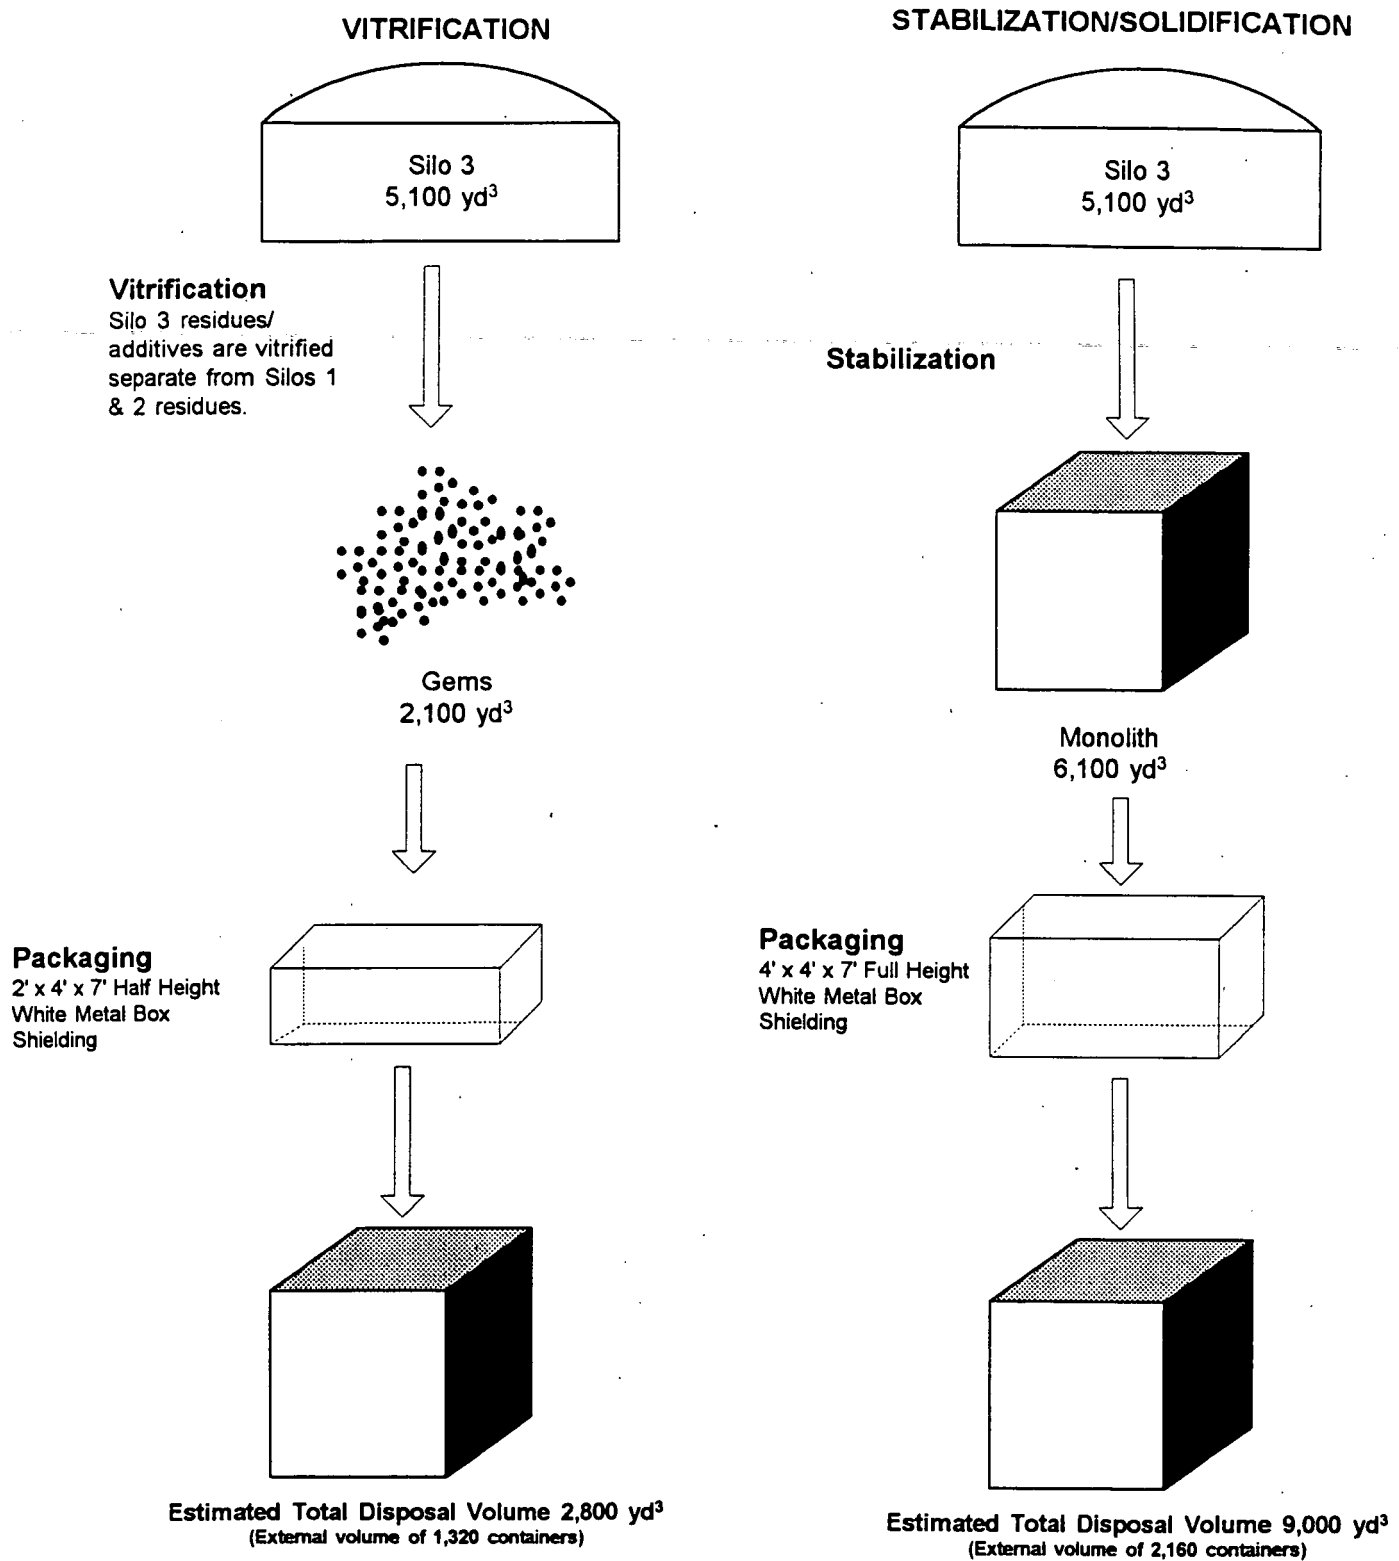 VITRIFICATION
Silo 3
5,100 yd³
Vitrification
Silo 3 residues/
additives are vitrified
separate from Silos 1
& 2 residues.
Gems
2,100 yd³
Packaging
2' x 4' x 7' Half Height
White Metal Box
Shielding
Estimated Total Disposal Volume 2,800 yd³
(External volume of 1,320 containers)
STABILIZATION/SOLIDIFICATION
Silo 3
5,100 yd³
Stabilization
Monolith
6,100 yd³
Packaging
4' x 4' x 7' Full Height
White Metal Box
Shielding
Estimated Total Disposal Volume 9,000 yd³
(External volume of 2,160 containers)